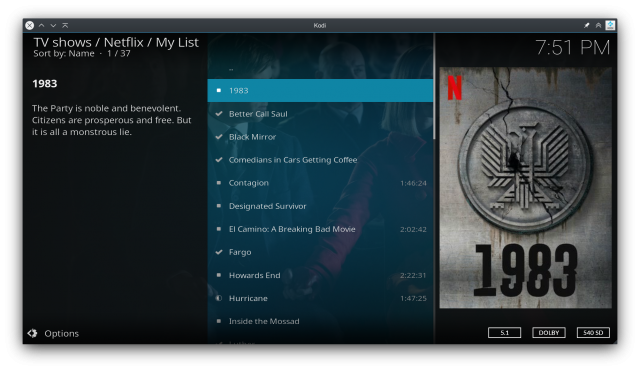 Kodi
TV shows / Netflix / My List
Sort by: Name · 1 / 37
7:51 PM
1983
The Party is noble and benevolent.
Citizens are prosperous and free. But
it is all a monstrous lie.
..
1983
Better Call Saul
Black Mirror
Comedians in Cars Getting Coffee
Contagion 1:46:24
Designated Survivor
El Camino: A Breaking Bad Movie 2:02:42
Fargo
Howards End 2:22:31
Hurricane 1:47:25
Inside the Mossad
N
1983
Options
5.1 DOLBY 540 SD